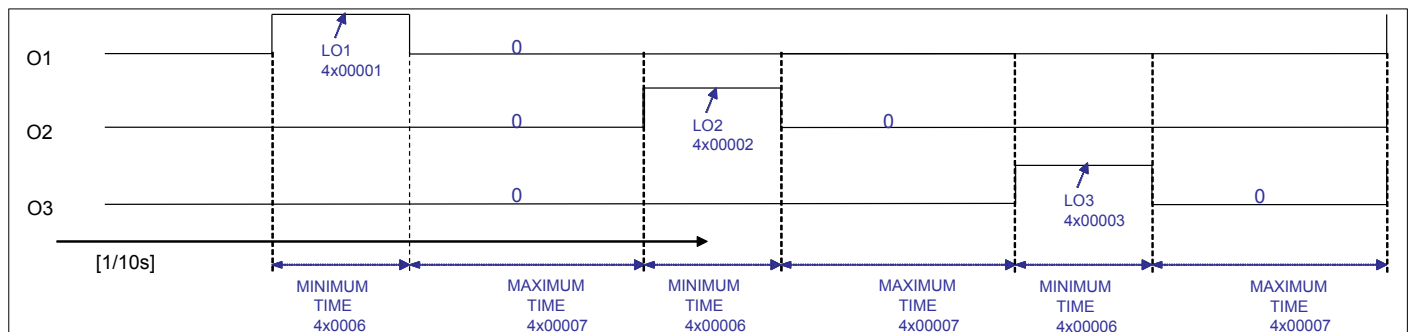 O1
LO1
4x00001
0
O2
0
LO2
4x00002
0
O3
0
LO3
4x00003
0
[1/10s]
MINIMUM
TIME
4x0006
MAXIMUM
TIME
4x00007
MINIMUM
TIME
4x00006
MAXIMUM
TIME
4x00007
MINIMUM
TIME
4x00006
MAXIMUM
TIME
4x00007